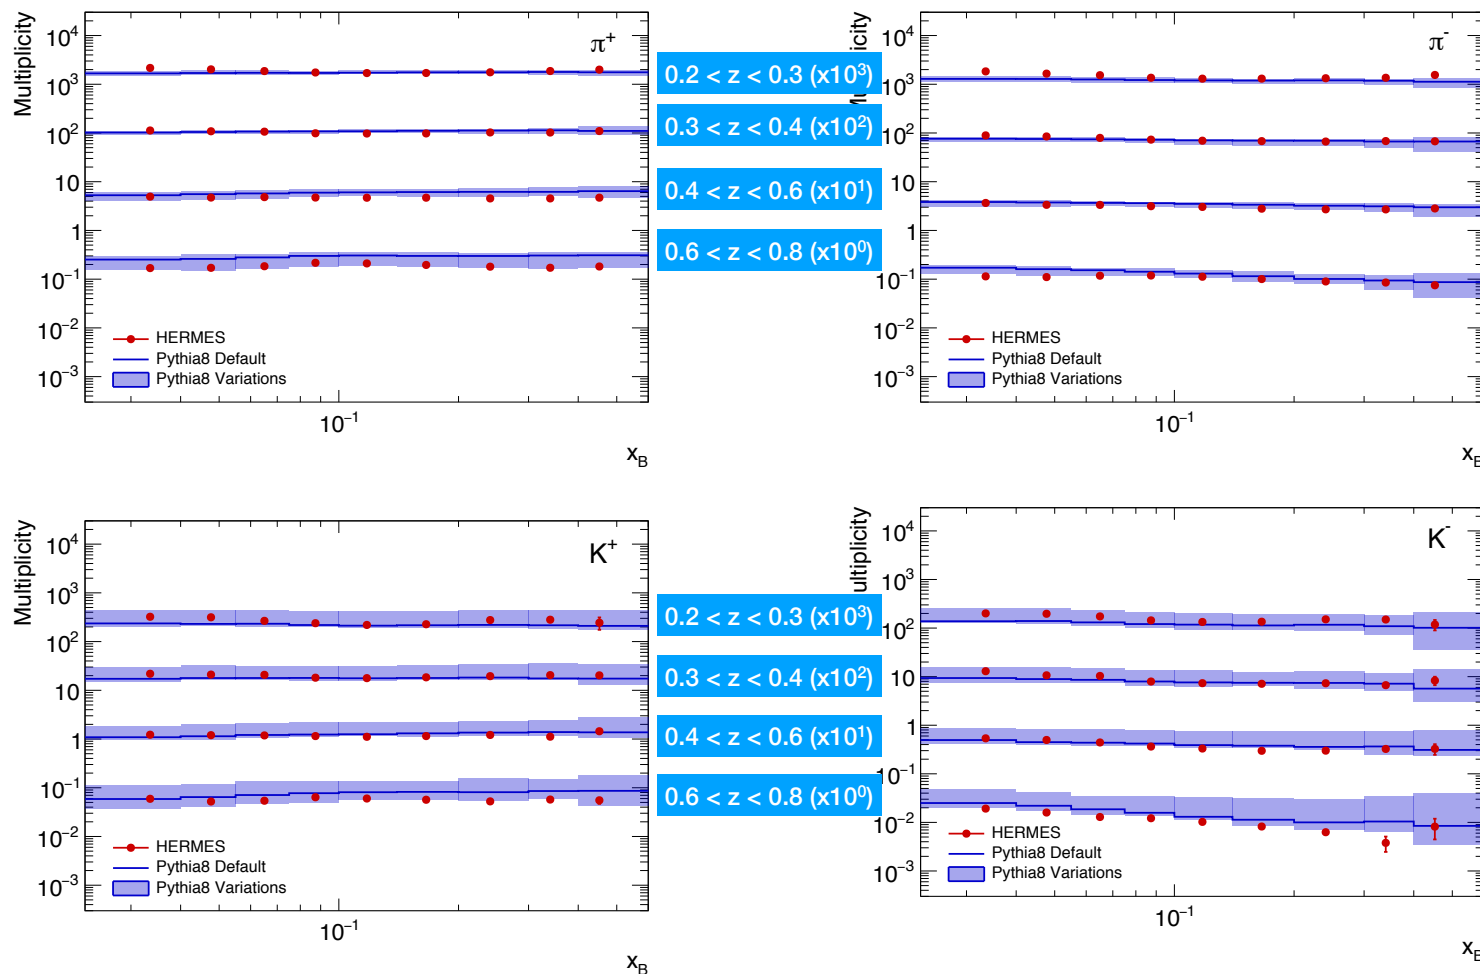 Multiplicity
10⁴
10³
10²
10
1
10⁻¹
10⁻²
10⁻³
π⁺
HERMES
Pythia8 Default
Pythia8 Variations
10⁻¹
x_B
0.2 < z < 0.3 (x10³)
0.3 < z < 0.4 (x10²)
0.4 < z < 0.6 (x10¹)
0.6 < z < 0.8 (x10⁰)
licity
10⁴
10³
10²
10
1
10⁻¹
10⁻²
10⁻³
π⁻
HERMES
Pythia8 Default
Pythia8 Variations
10⁻¹
x_B
Multiplicity
10⁴
10³
10²
10
1
10⁻¹
10⁻²
10⁻³
K⁺
HERMES
Pythia8 Default
Pythia8 Variations
10⁻¹
x_B
0.2 < z < 0.3 (x10³)
0.3 < z < 0.4 (x10²)
0.4 < z < 0.6 (x10¹)
0.6 < z < 0.8 (x10⁰)
ultiplicity
10⁴
10³
10²
10
1
10⁻¹
10⁻²
10⁻³
K⁻
HERMES
Pythia8 Default
Pythia8 Variations
10⁻¹
x_B